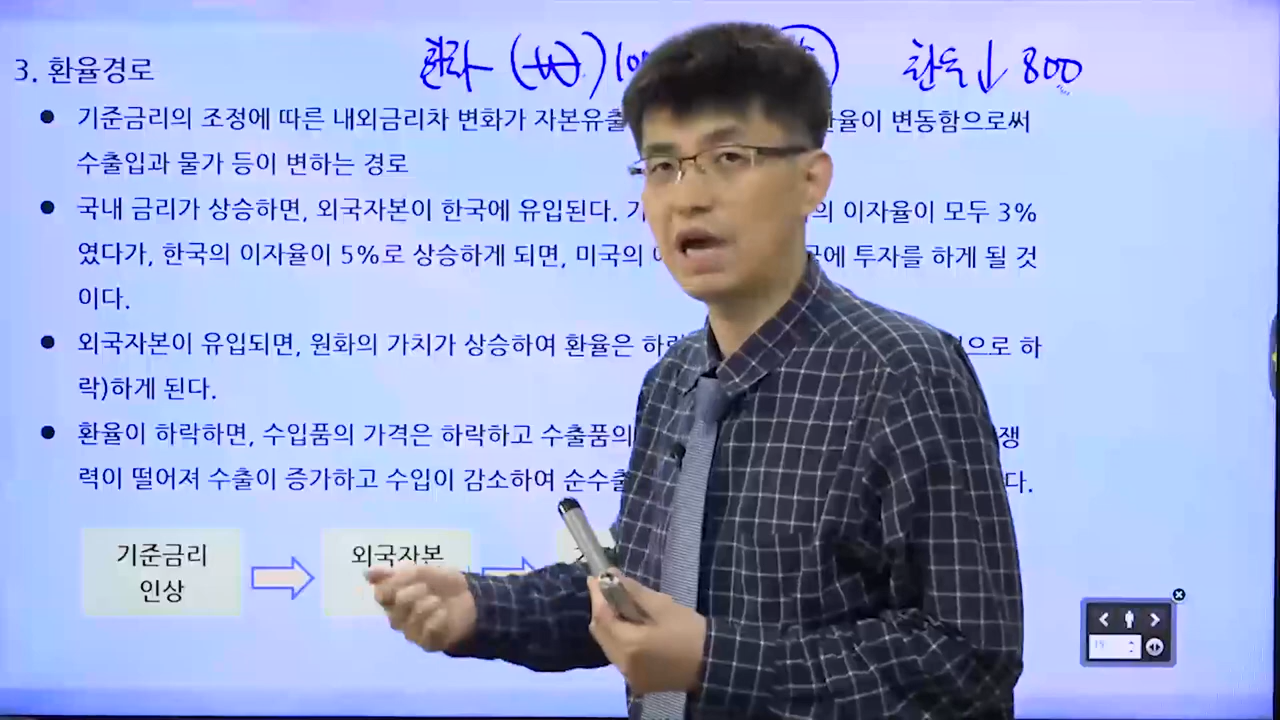 환율↓ 800
3. 환율경로
● 기준금리의 조정에 따른 내외금리차 변화가 자본유출 환율이 변동함으로써
수출입과 물가 등이 변하는 경로
● 국내 금리가 상승하면, 외국자본이 한국에 유입된다. 의 이자율이 모두 3%
였다가, 한국의 이자율이 5%로 상승하게 되면, 미국의 에 투자를 하게 될 것
이다.
● 외국자본이 유입되면, 원화의 가치가 상승하여 환율은 하락 으로 하
락)하게 된다.
● 환율이 하락하면, 수입품의 가격은 하락하고 수출품의 쟁
력이 떨어져 수출이 증가하고 수입이 감소하여 순수출 다.
기준금리 외국자본
인상